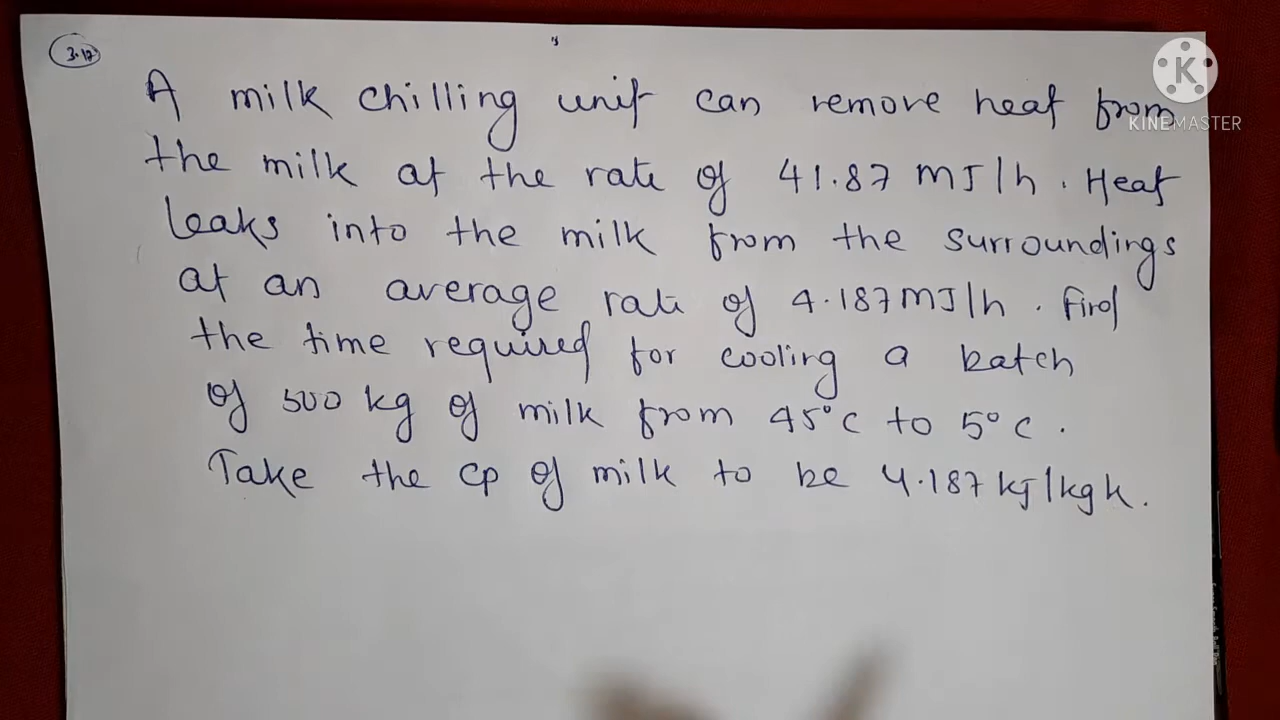 3.17
A milk chilling unit can remove heat from
the milk at the rate of 41.87 MJ/h. Heat
leaks into the milk from the surroundings
at an average rate of 4.187 MJ/h. Find
the time required for cooling a batch
of 500 kg of milk from 45°C to 5°C.
Take the cp of milk to be 4.187 kJ/kg K.
K
KINEMASTER